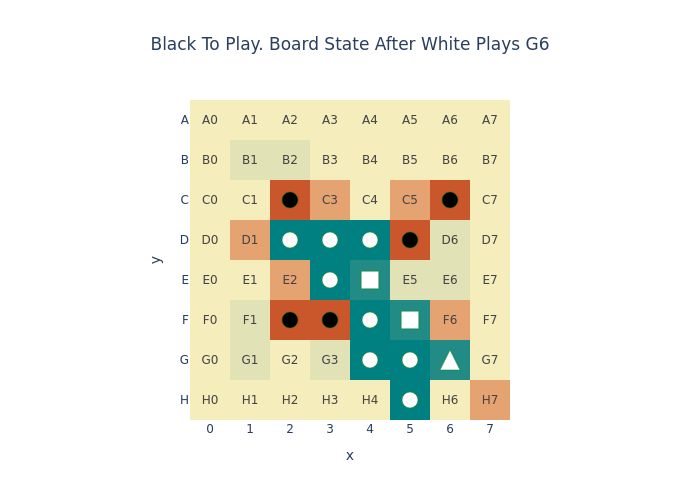 Black To Play. Board State After White Plays G6
A A0 A1 A2 A3 A4 A5 A6 A7
B B0 B1 B2 B3 B4 B5 B6 B7
C C0 C1 C3 C4 C5 C7
D D0 D1 D6 D7
y
E E0 E1 E2 E5 E6 E7
F F0 F1 F6 F7
G G0 G1 G2 G3 G7
H H0 H1 H2 H3 H4 H6 H7
0 1 2 3 4 5 6 7
x